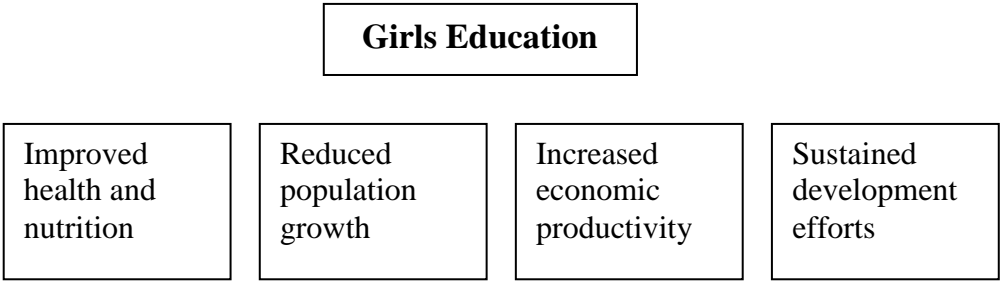 Girls Education
Improved
health and
nutrition
Reduced
population
growth
Increased
economic
productivity
Sustained
development
efforts